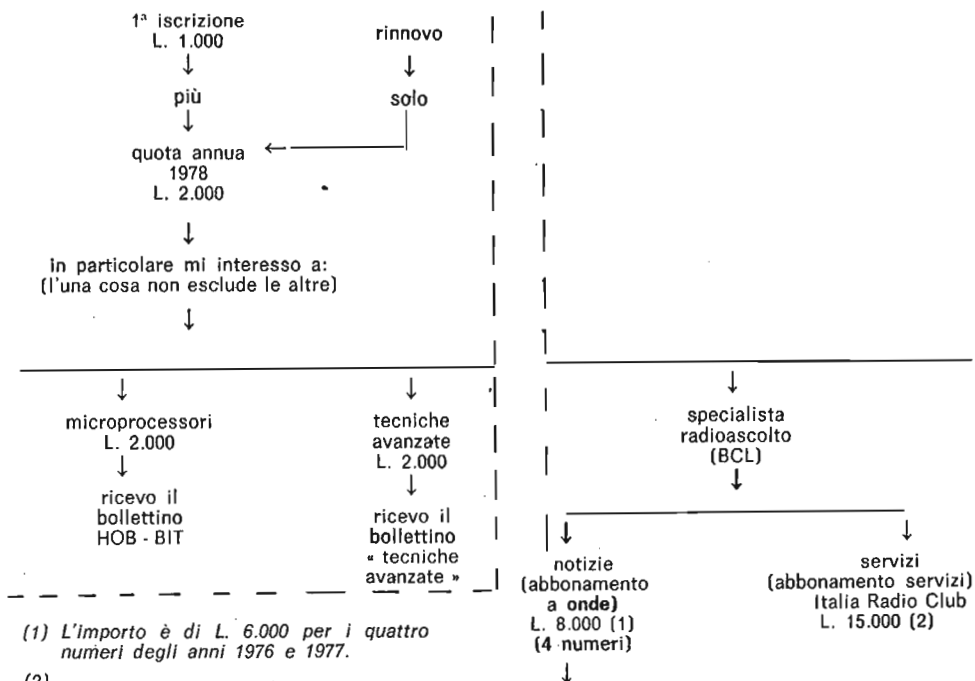 1ª iscrizione
L. 1.000
più
quota annua
1978
L. 2.000
rinnovo
solo
in particolare mi interesso a:
(l'una cosa non esclude le altre)
microprocessori
L. 2.000
ricevo il
bollettino
HOB - BIT
tecniche
avanzate
L. 2.000
ricevo il
bollettino
« tecniche
avanzate »
specialista
radioascolto
(BCL)
notizie
(abbonamento
a onde)
L. 8.000 (1)
(4 numeri)
servizi
(abbonamento servizi)
Italia Radio Club
L. 15.000 (2)
(1) L'importo è di L. 6.000 per i quattro
numeri degli anni 1976 e 1977.
(2)